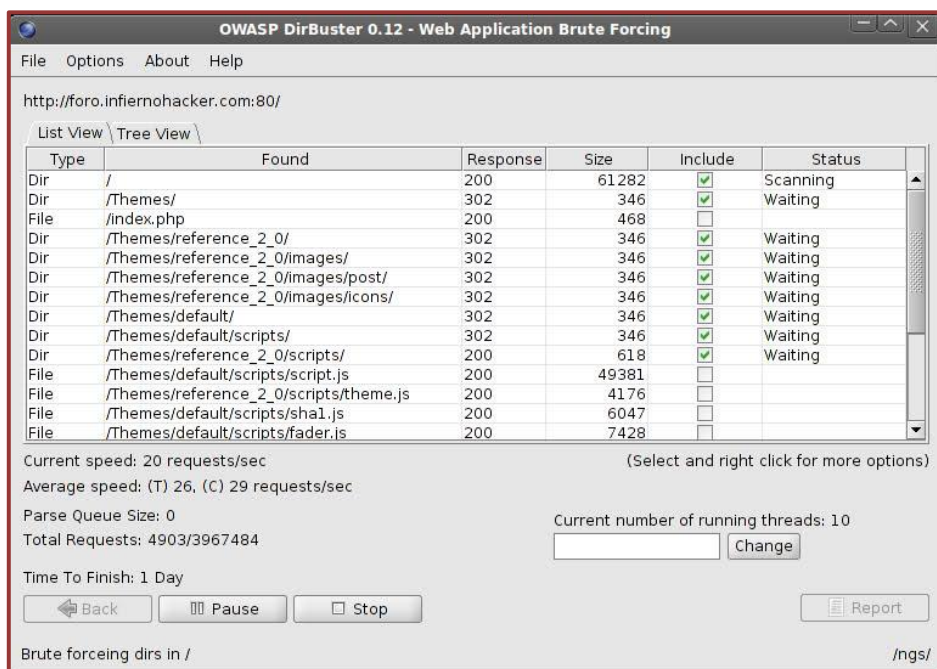 OWASP DirBuster 0.12 - Web Application Brute Forcing
File Options About Help
http://foro.infiernohacker.com:80/
List View Tree View
Type Found Response Size Include Status
Dir / 200 61282 Scanning
Dir /Themes/ 302 346 Waiting
File /index.php 200 468
Dir /Themes/reference_2_0/ 302 346 Waiting
Dir /Themes/reference_2_0/images/ 302 346 Waiting
Dir /Themes/reference_2_0/images/post/ 302 346 Waiting
Dir /Themes/reference_2_0/images/icons/ 302 346 Waiting
Dir /Themes/default/ 302 346 Waiting
Dir /Themes/default/scripts/ 302 346 Waiting
Dir /Themes/reference_2_0/scripts/ 200 618 Waiting
File /Themes/default/scripts/script.js 200 49381
File /Themes/reference_2_0/scripts/theme.js 200 4176
File /Themes/default/scripts/sha1.js 200 6047
File /Themes/default/scripts/fader.js 200 7428
Current speed: 20 requests/sec (Select and right click for more options)
Average speed: (T) 26, (C) 29 requests/sec
Parse Queue Size: 0
Current number of running threads: 10
Total Requests: 4903/3967484
Change
Time To Finish: 1 Day
Back Pause Stop Report
Brute forceing dirs in / /ngs/